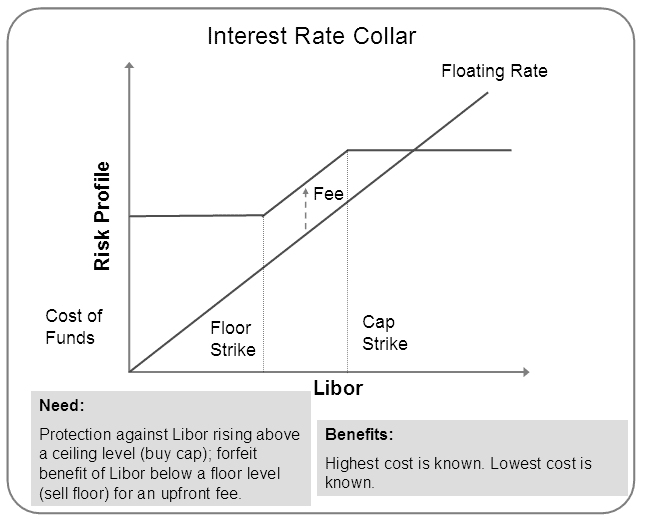 Interest Rate Collar
Floating Rate
Risk Profile
Fee
Cost of
Funds
Floor
Strike
Cap
Strike
Libor
Need:
Protection against Libor rising above
a ceiling level (buy cap); forfeit
benefit of Libor below a floor level
(sell floor) for an upfront fee.
Benefits:
Highest cost is known. Lowest cost is
known.